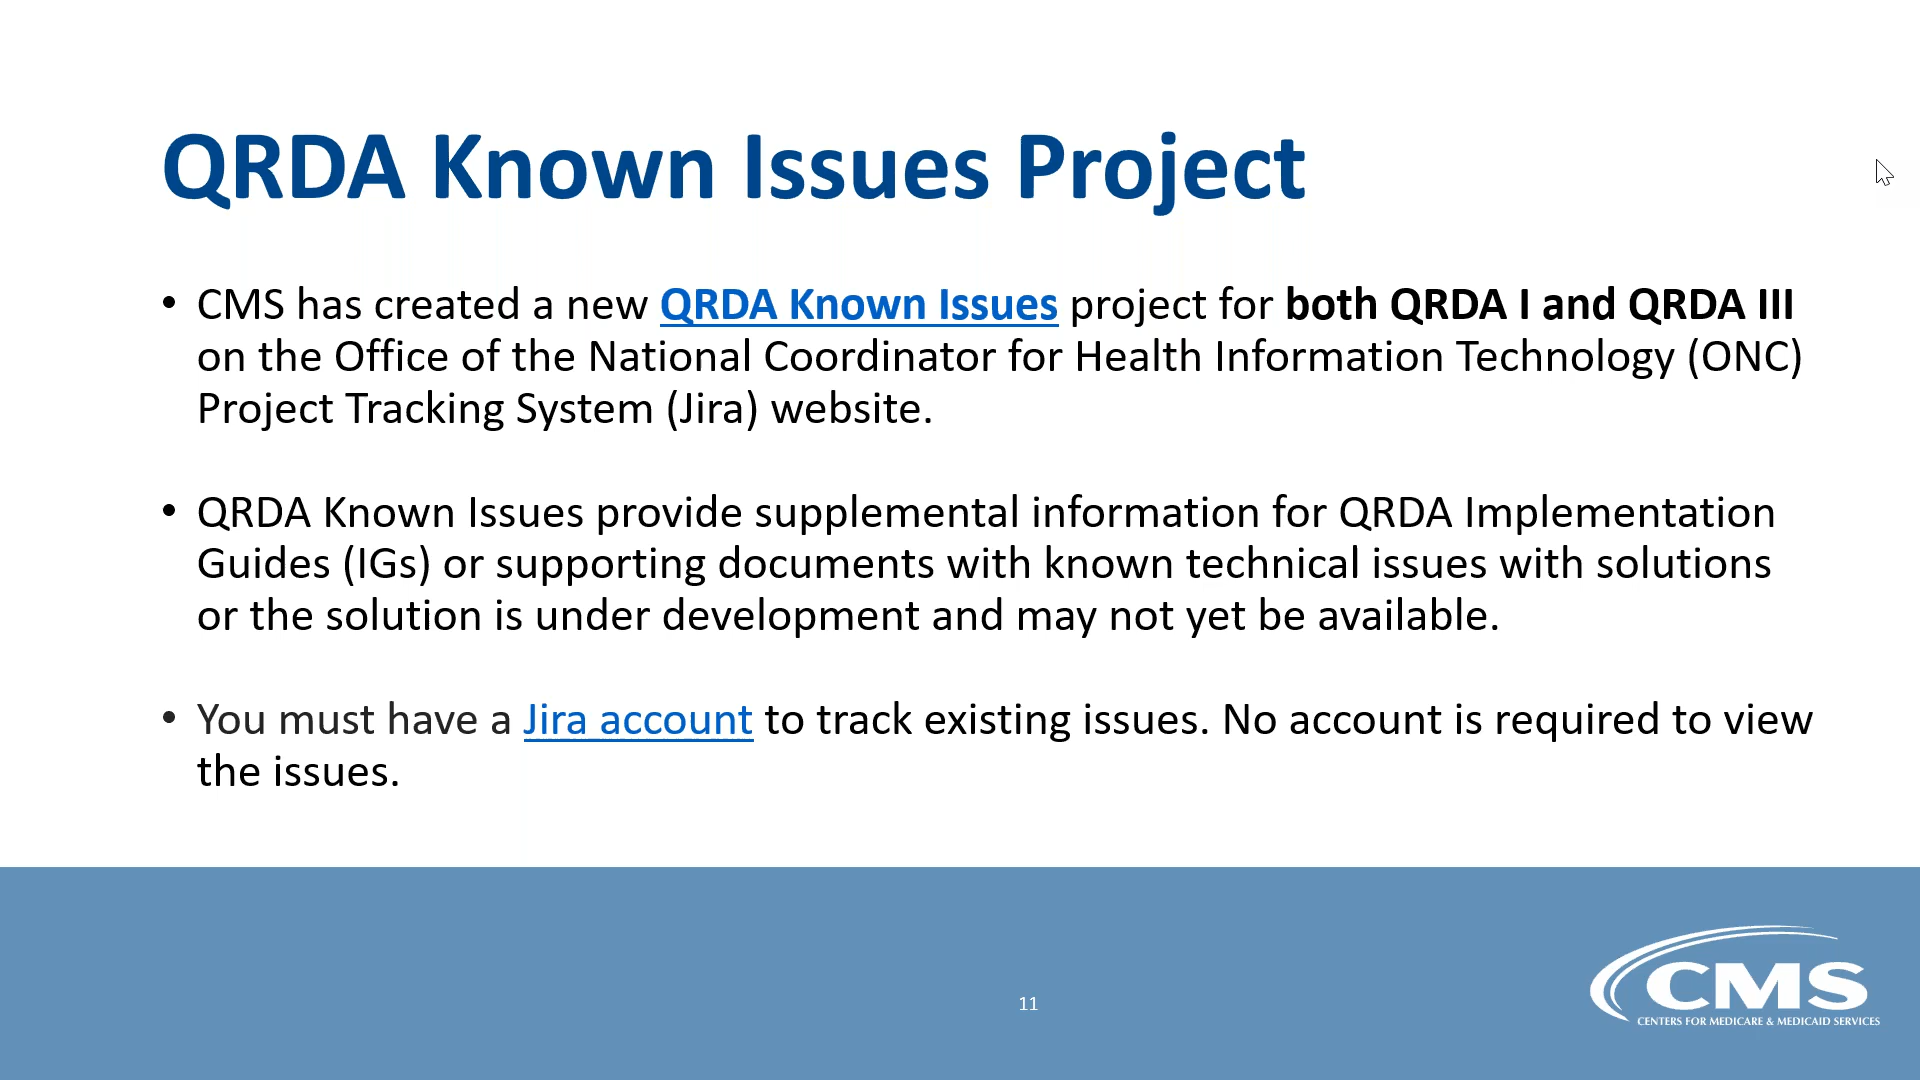 QRDA Known Issues Project
• CMS has created a new QRDA Known Issues project for both QRDA I and QRDA III
on the Office of the National Coordinator for Health Information Technology (ONC)
Project Tracking System (Jira) website.
• QRDA Known Issues provide supplemental information for QRDA Implementation
Guides (IGs) or supporting documents with known technical issues with solutions
or the solution is under development and may not yet be available.
• You must have a Jira account to track existing issues. No account is required to view
the issues.
11
CMS
CENTERS FOR MEDICARE & MEDICAID SERVICES